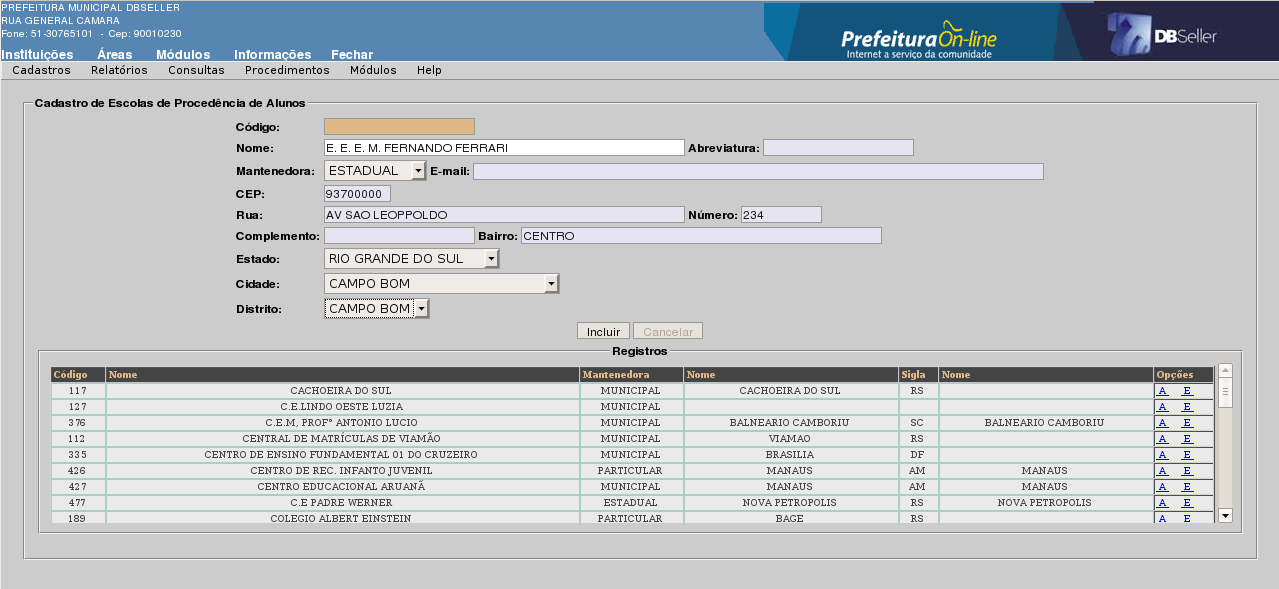 PREFEITURA MUNICIPAL DBSELLER
RUA GENERAL CAMARA
Fone: 51-30765101 - Cep: 90010230
Instituições Áreas Módulos Informações Fechar
PrefeituraOn-line
Internet a serviço da comunidade
DBSeller
Cadastros Relatórios Consultas Procedimentos Módulos Help
Cadastro de Escolas de Procedência de Alunos
Código:
Nome: E. E. E. M. FERNANDO FERRARI Abreviatura:
Mantenedora: ESTADUAL E-mail:
CEP: 93700000
Rua: AV SAO LEOPPOLDO Número: 234
Complemento: Bairro: CENTRO
Estado: RIO GRANDE DO SUL
Cidade: CAMPO BOM
Distrito: CAMPO BOM
Incluir Cancelar
Registros
Código Nome Mantenedora Nome Sigla Nome Opções
117 CACHOEIRA DO SUL MUNICIPAL CACHOEIRA DO SUL RS A E
127 C.E.LINDO OESTE LUZIA MUNICIPAL A E
376 C.E.M, PROFº ANTONIO LUCIO MUNICIPAL BALNEARIO CAMBORIU SC BALNEARIO CAMBORIU A E
112 CENTRAL DE MATRÍCULAS DE VIAMÃO MUNICIPAL VIAMAO RS A E
335 CENTRO DE ENSINO FUNDAMENTAL 01 DO CRUZEIRO MUNICIPAL BRASILIA DF A E
426 CENTRO DE REC. INFANTO JUVENIL PARTICULAR MANAUS AM MANAUS A E
427 CENTRO EDUCACIONAL ARUANÃ MUNICIPAL MANAUS AM MANAUS A E
477 C.E PADRE WERNER ESTADUAL NOVA PETROPOLIS RS NOVA PETROPOLIS A E
189 COLEGIO ALBERT EINSTEIN PARTICULAR BAGE RS A E